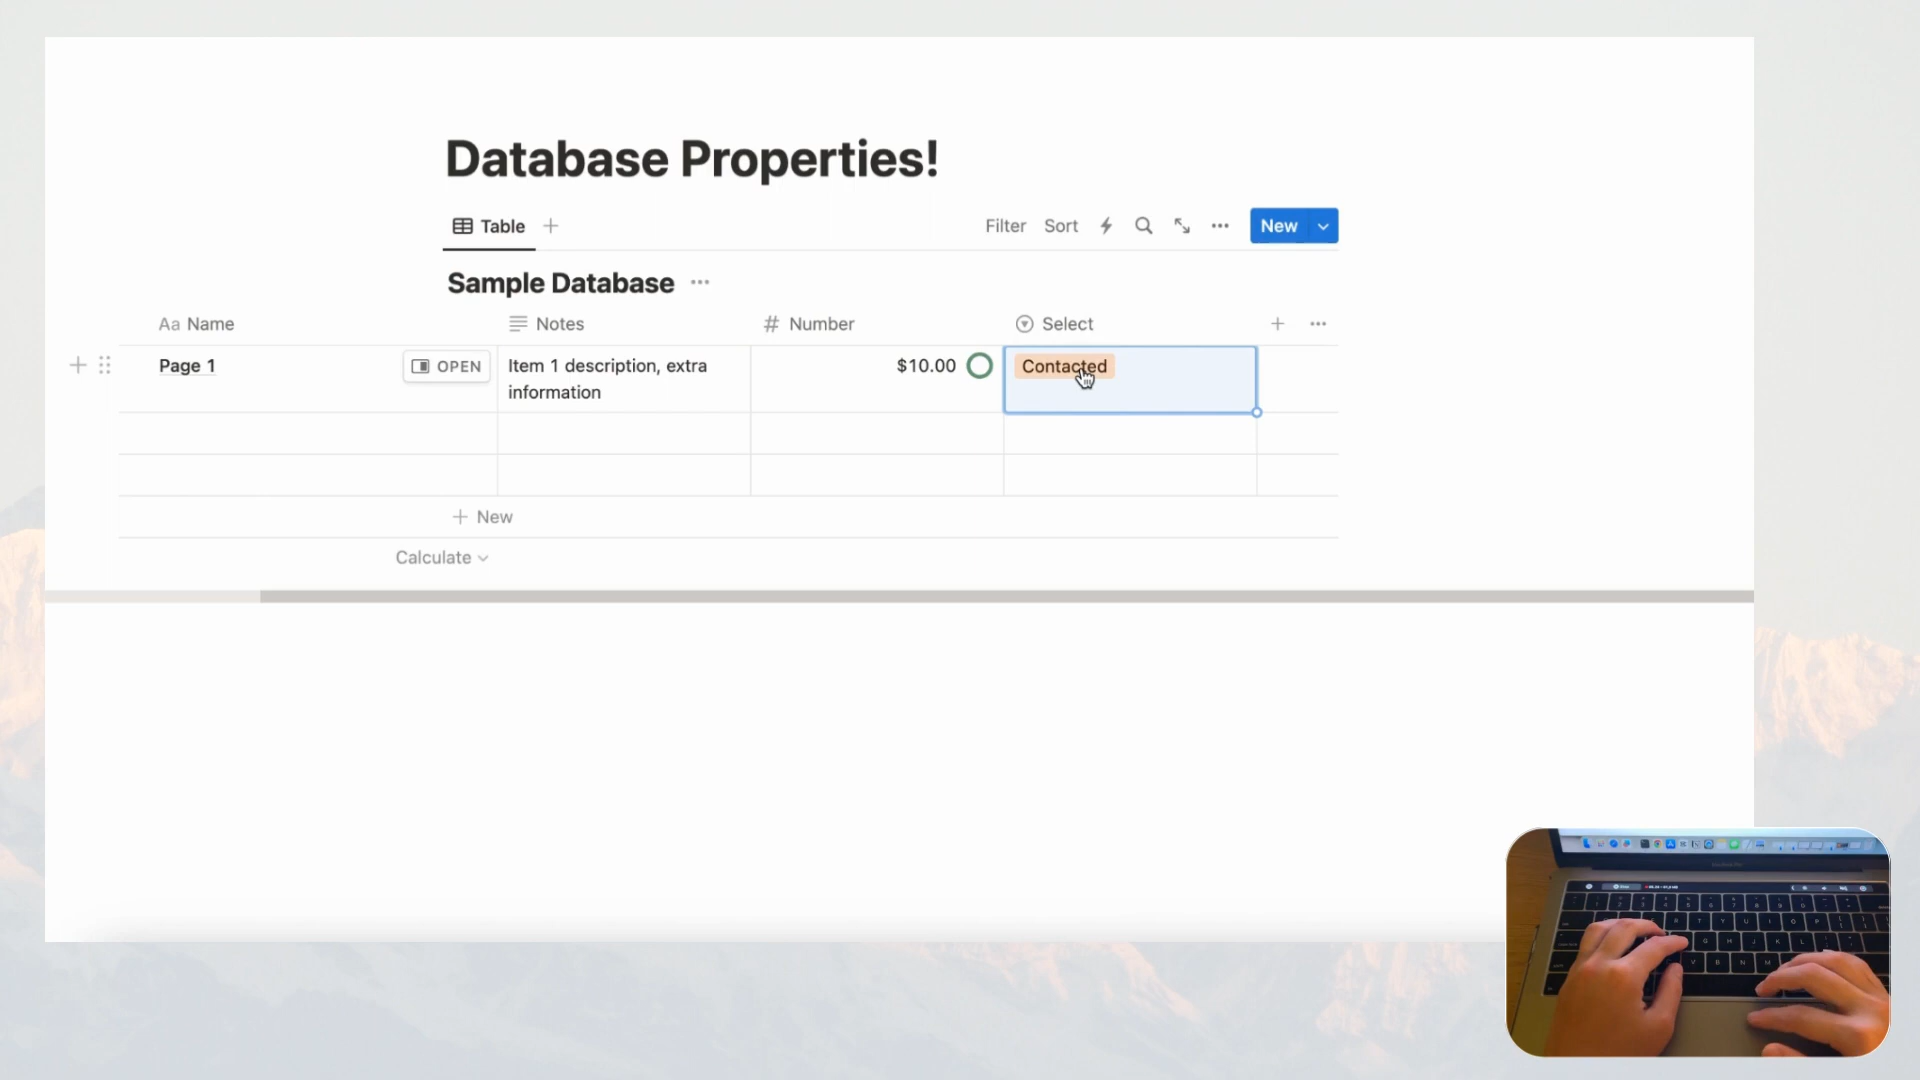 Database Properties!
Table
Filter Sort New
Sample Database
Aa Name Notes # Number Select
Page 1 OPEN Item 1 description, extra information $10.00 Contacted
+ New
Calculate